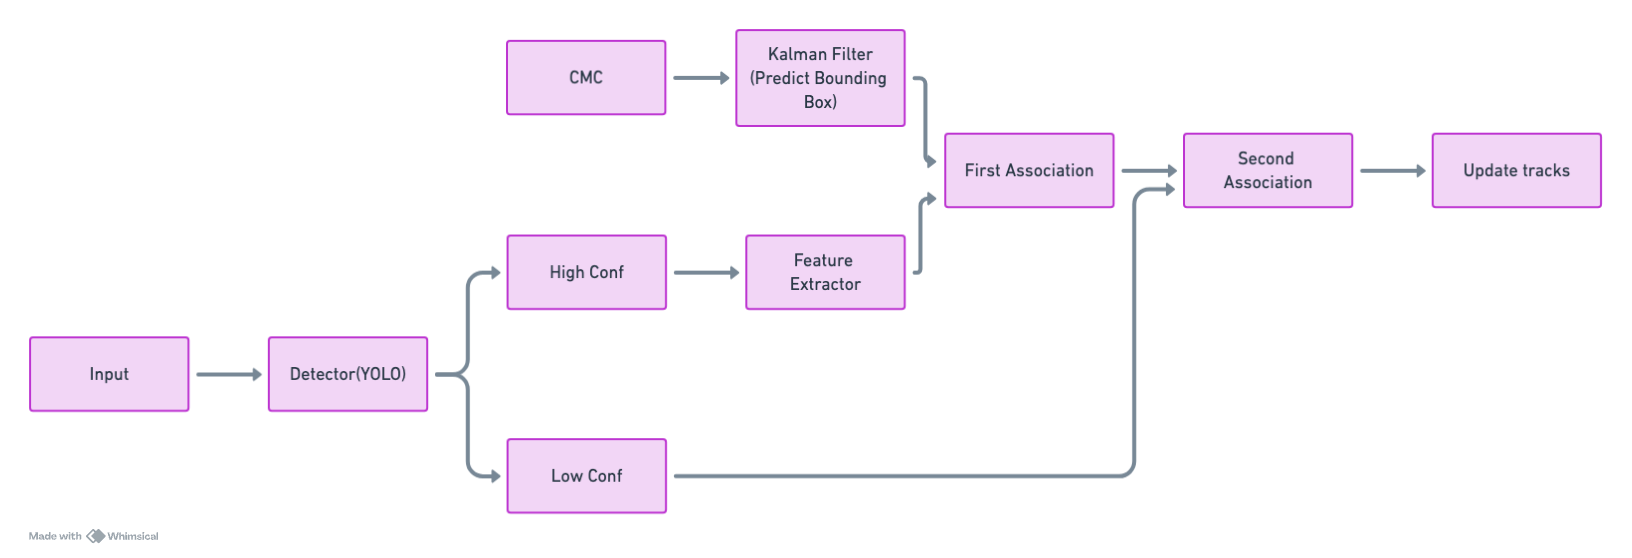 CMC
Kalman Filter
(Predict Bounding
Box)
First Association
Second
Association
Update tracks
High Conf
Feature
Extractor
Input
Detector(YOLO)
Low Conf
Made with Whimsical